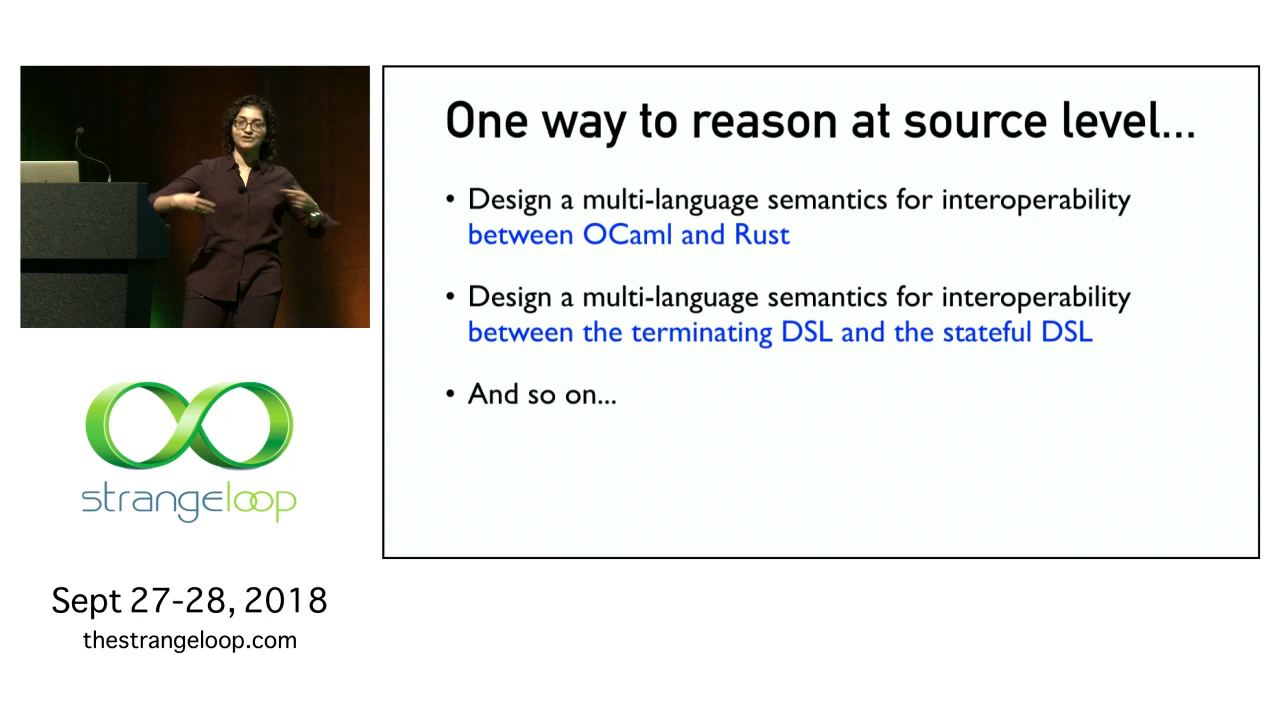 One way to reason at source level...
• Design a multi-language semantics for interoperability
between OCaml and Rust
• Design a multi-language semantics for interoperability
between the terminating DSL and the stateful DSL
• And so on...
strangeloop
Sept 27-28, 2018
thestrangeloop.com